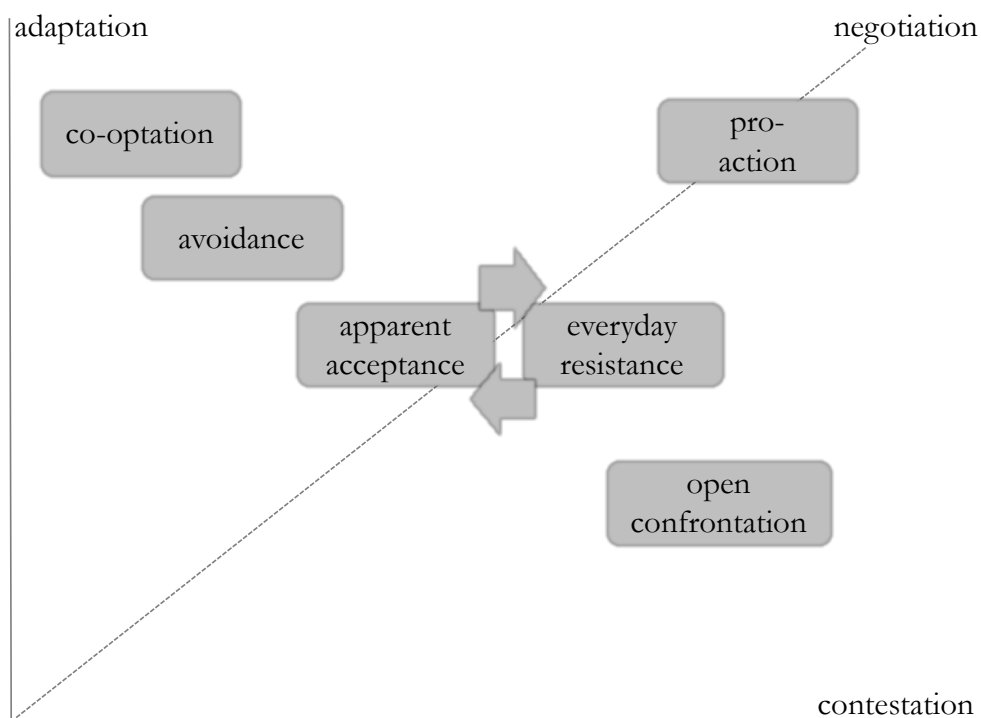 adaptation
negotiation
co-optation
pro-
action
avoidance
apparent
acceptance
everyday
resistance
open
confrontation
contestation